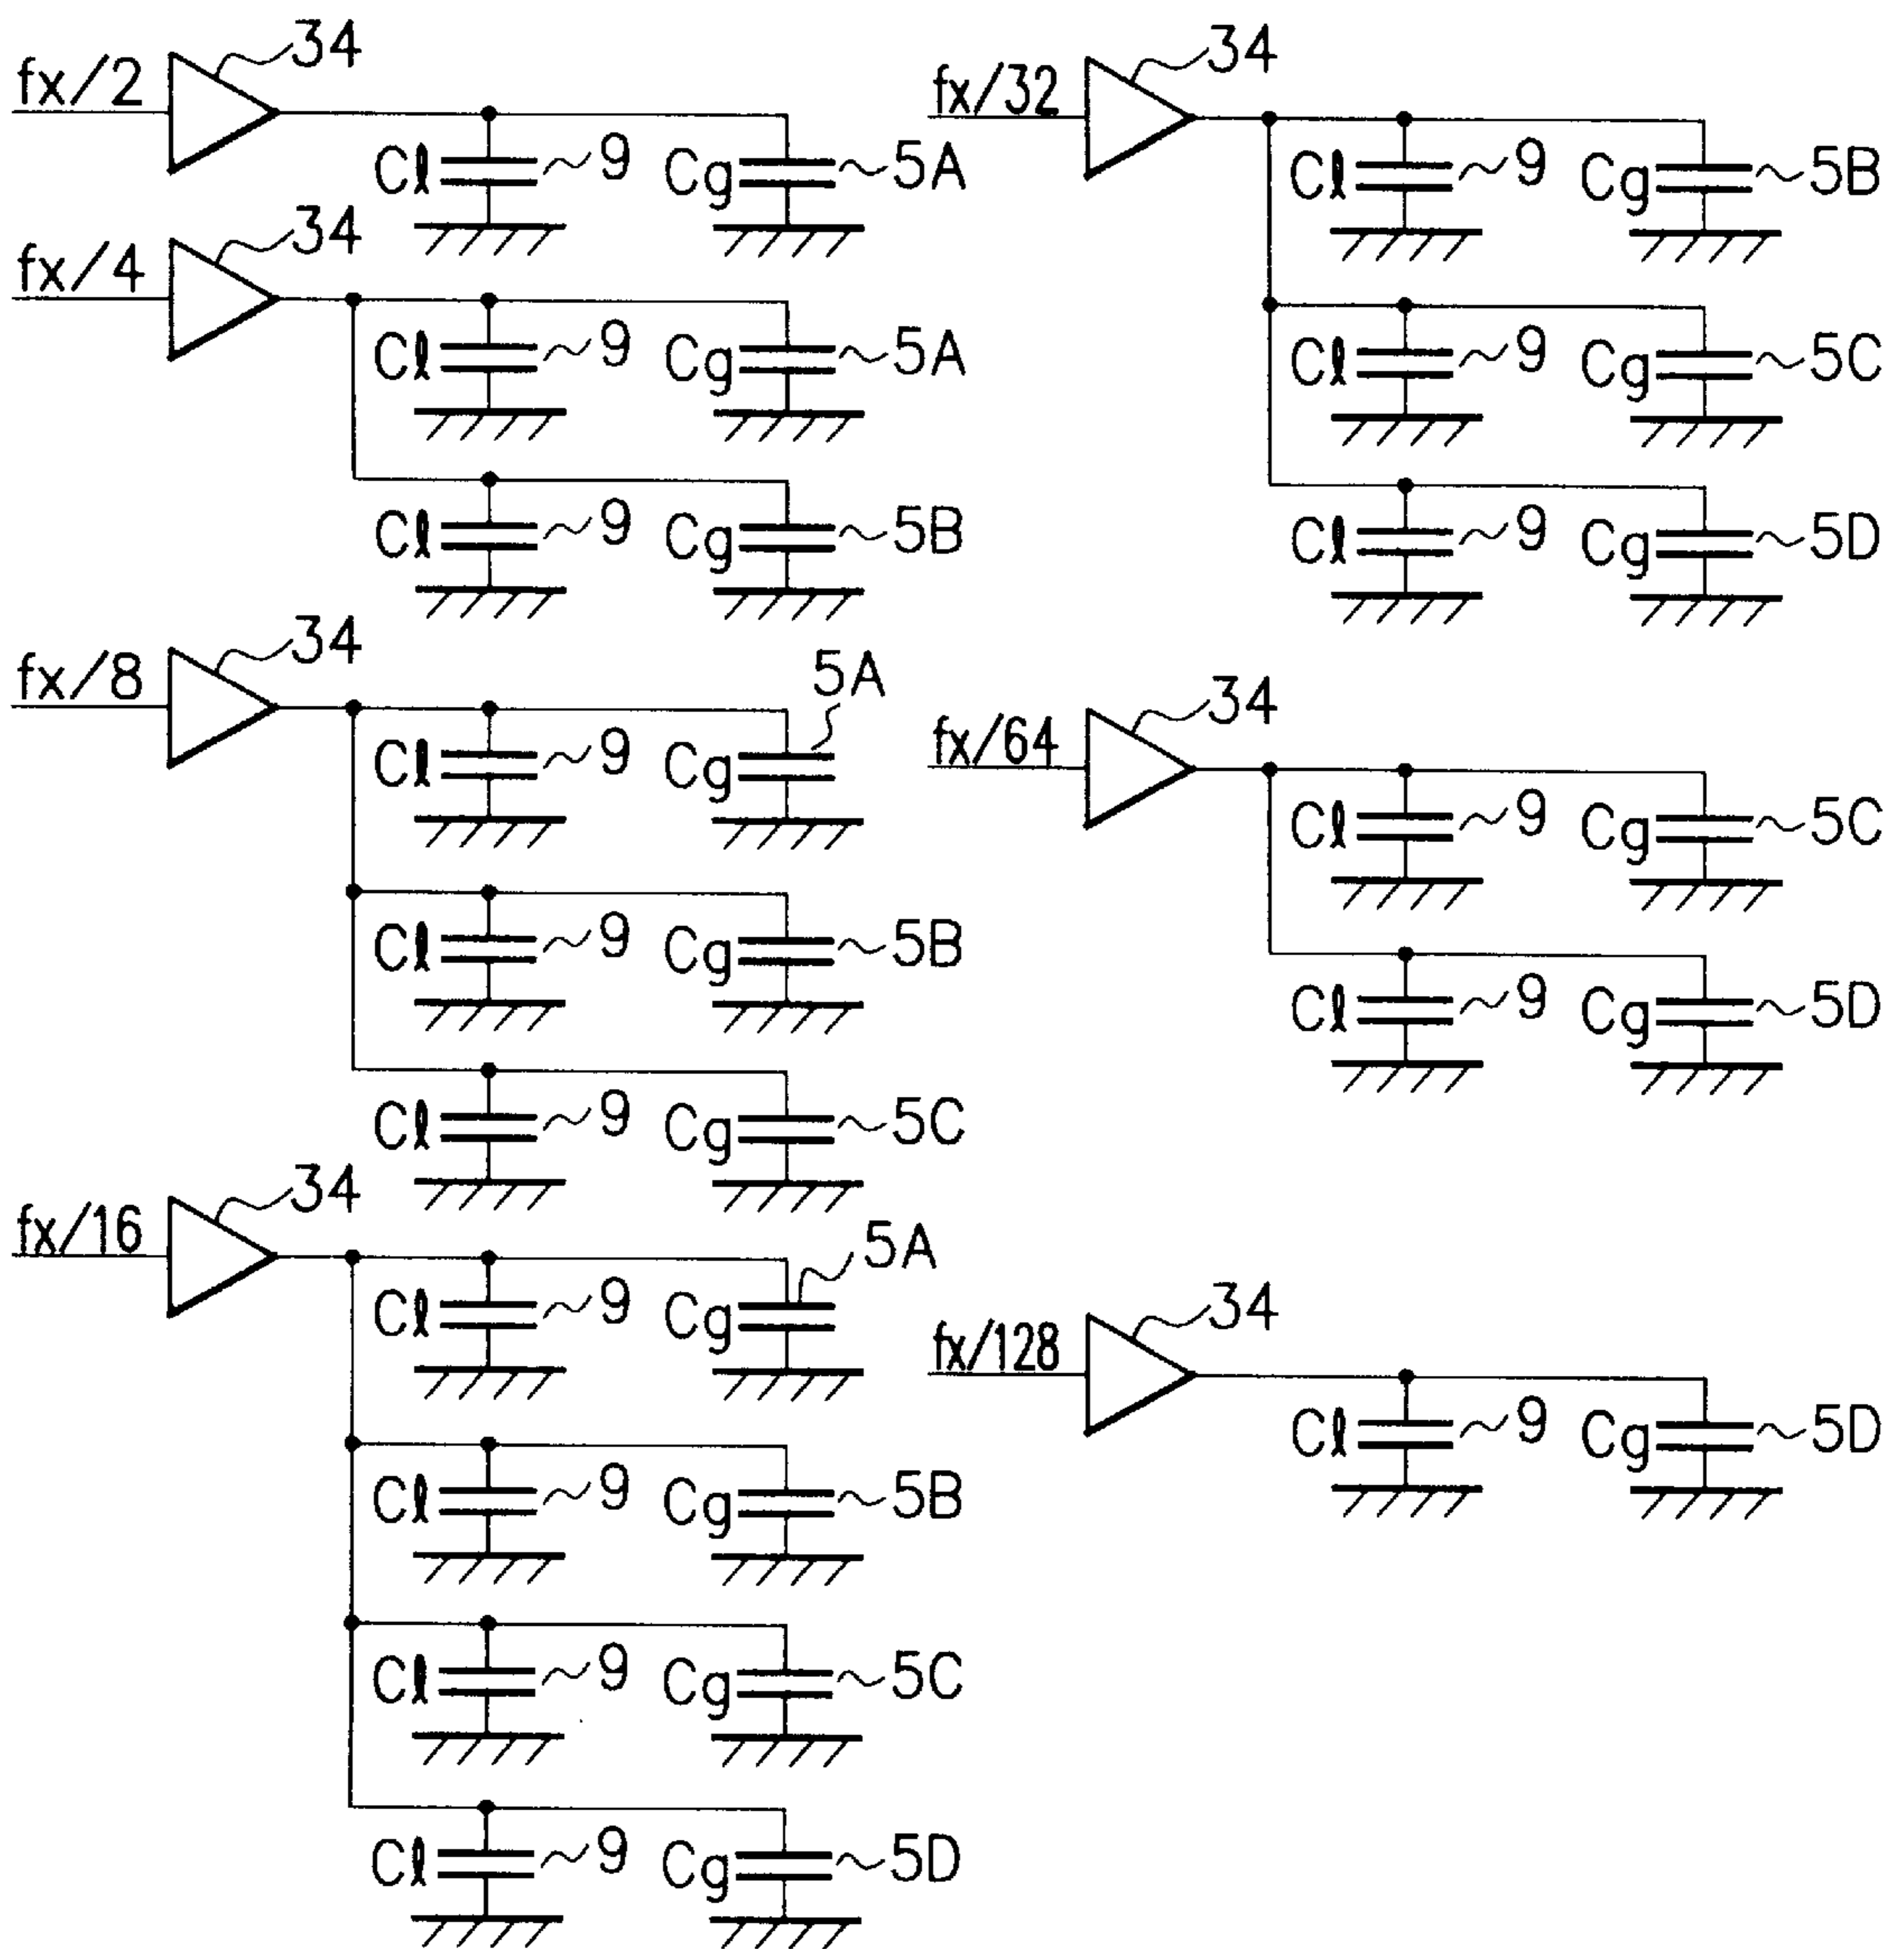 fx/2 34
Cl 9 Cg 5A
fx/4 34
Cl 9 Cg 5A
Cl 9 Cg 5B
fx/8 34
5A
Cl 9 Cg
Cl 9 Cg 5B
Cl 9 Cg 5C
fx/16 34
5A
Cl 9 Cg
Cl 9 Cg 5B
Cl 9 Cg 5C
Cl 9 Cg 5D
fx/32 34
Cl 9 Cg 5B
Cl 9 Cg 5C
Cl 9 Cg 5D
fx/64 34
Cl 9 Cg 5C
Cl 9 Cg 5D
fx/128 34
Cl 9 Cg 5D